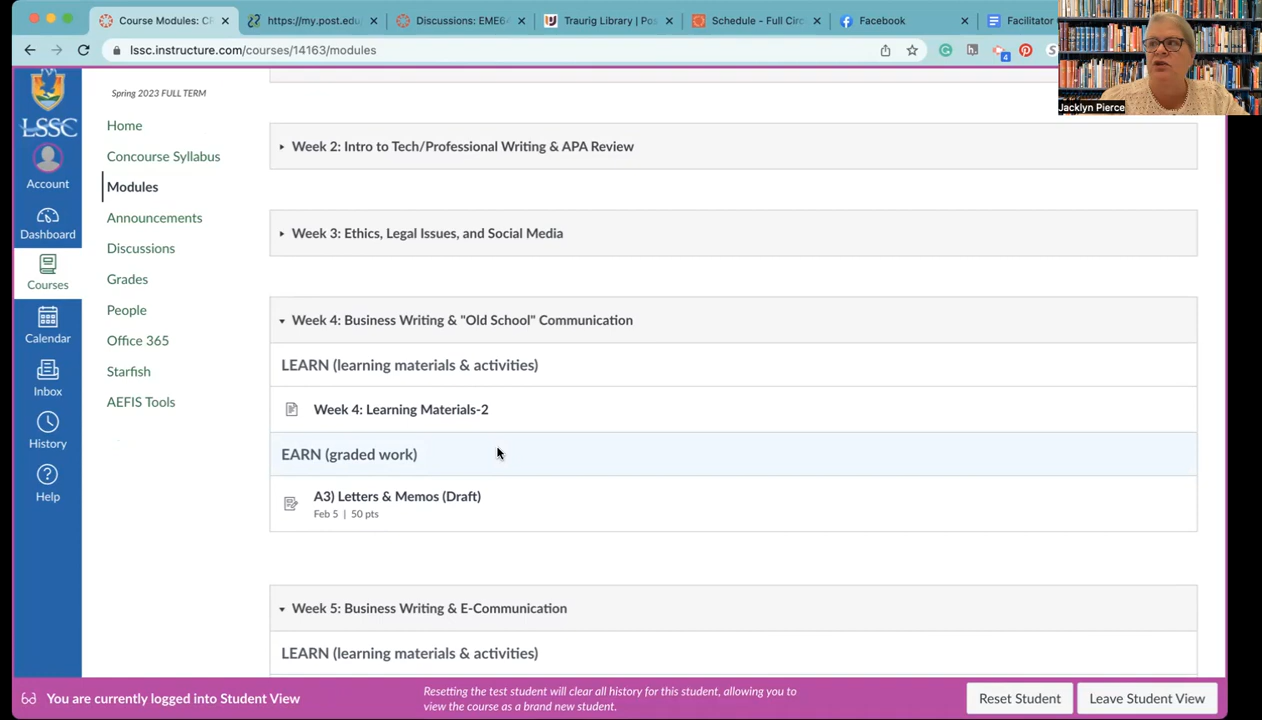 Course Modules: CF
https://my.post.edu
Discussions: EME64
Traurig Library | Pos
Schedule - Full Circ
Facebook
Facilitator
lssc.instructure.com/courses/14163/modules
4
Jacklyn Pierce
LSSC
Account
Dashboard
Courses
Calendar
Inbox
History
Help
Spring 2023 FULL TERM
Home
Concourse Syllabus
Modules
Announcements
Discussions
Grades
People
Office 365
Starfish
AEFIS Tools
Week 2: Intro to Tech/Professional Writing & APA Review
Week 3: Ethics, Legal Issues, and Social Media
Week 4: Business Writing & "Old School" Communication
LEARN (learning materials & activities)
Week 4: Learning Materials-2
EARN (graded work)
A3) Letters & Memos (Draft)
Feb 5 | 50 pts
Week 5: Business Writing & E-Communication
LEARN (learning materials & activities)
You are currently logged into Student View
Resetting the test student will clear all history for this student, allowing you to
view the course as a brand new student.
Reset Student
Leave Student View